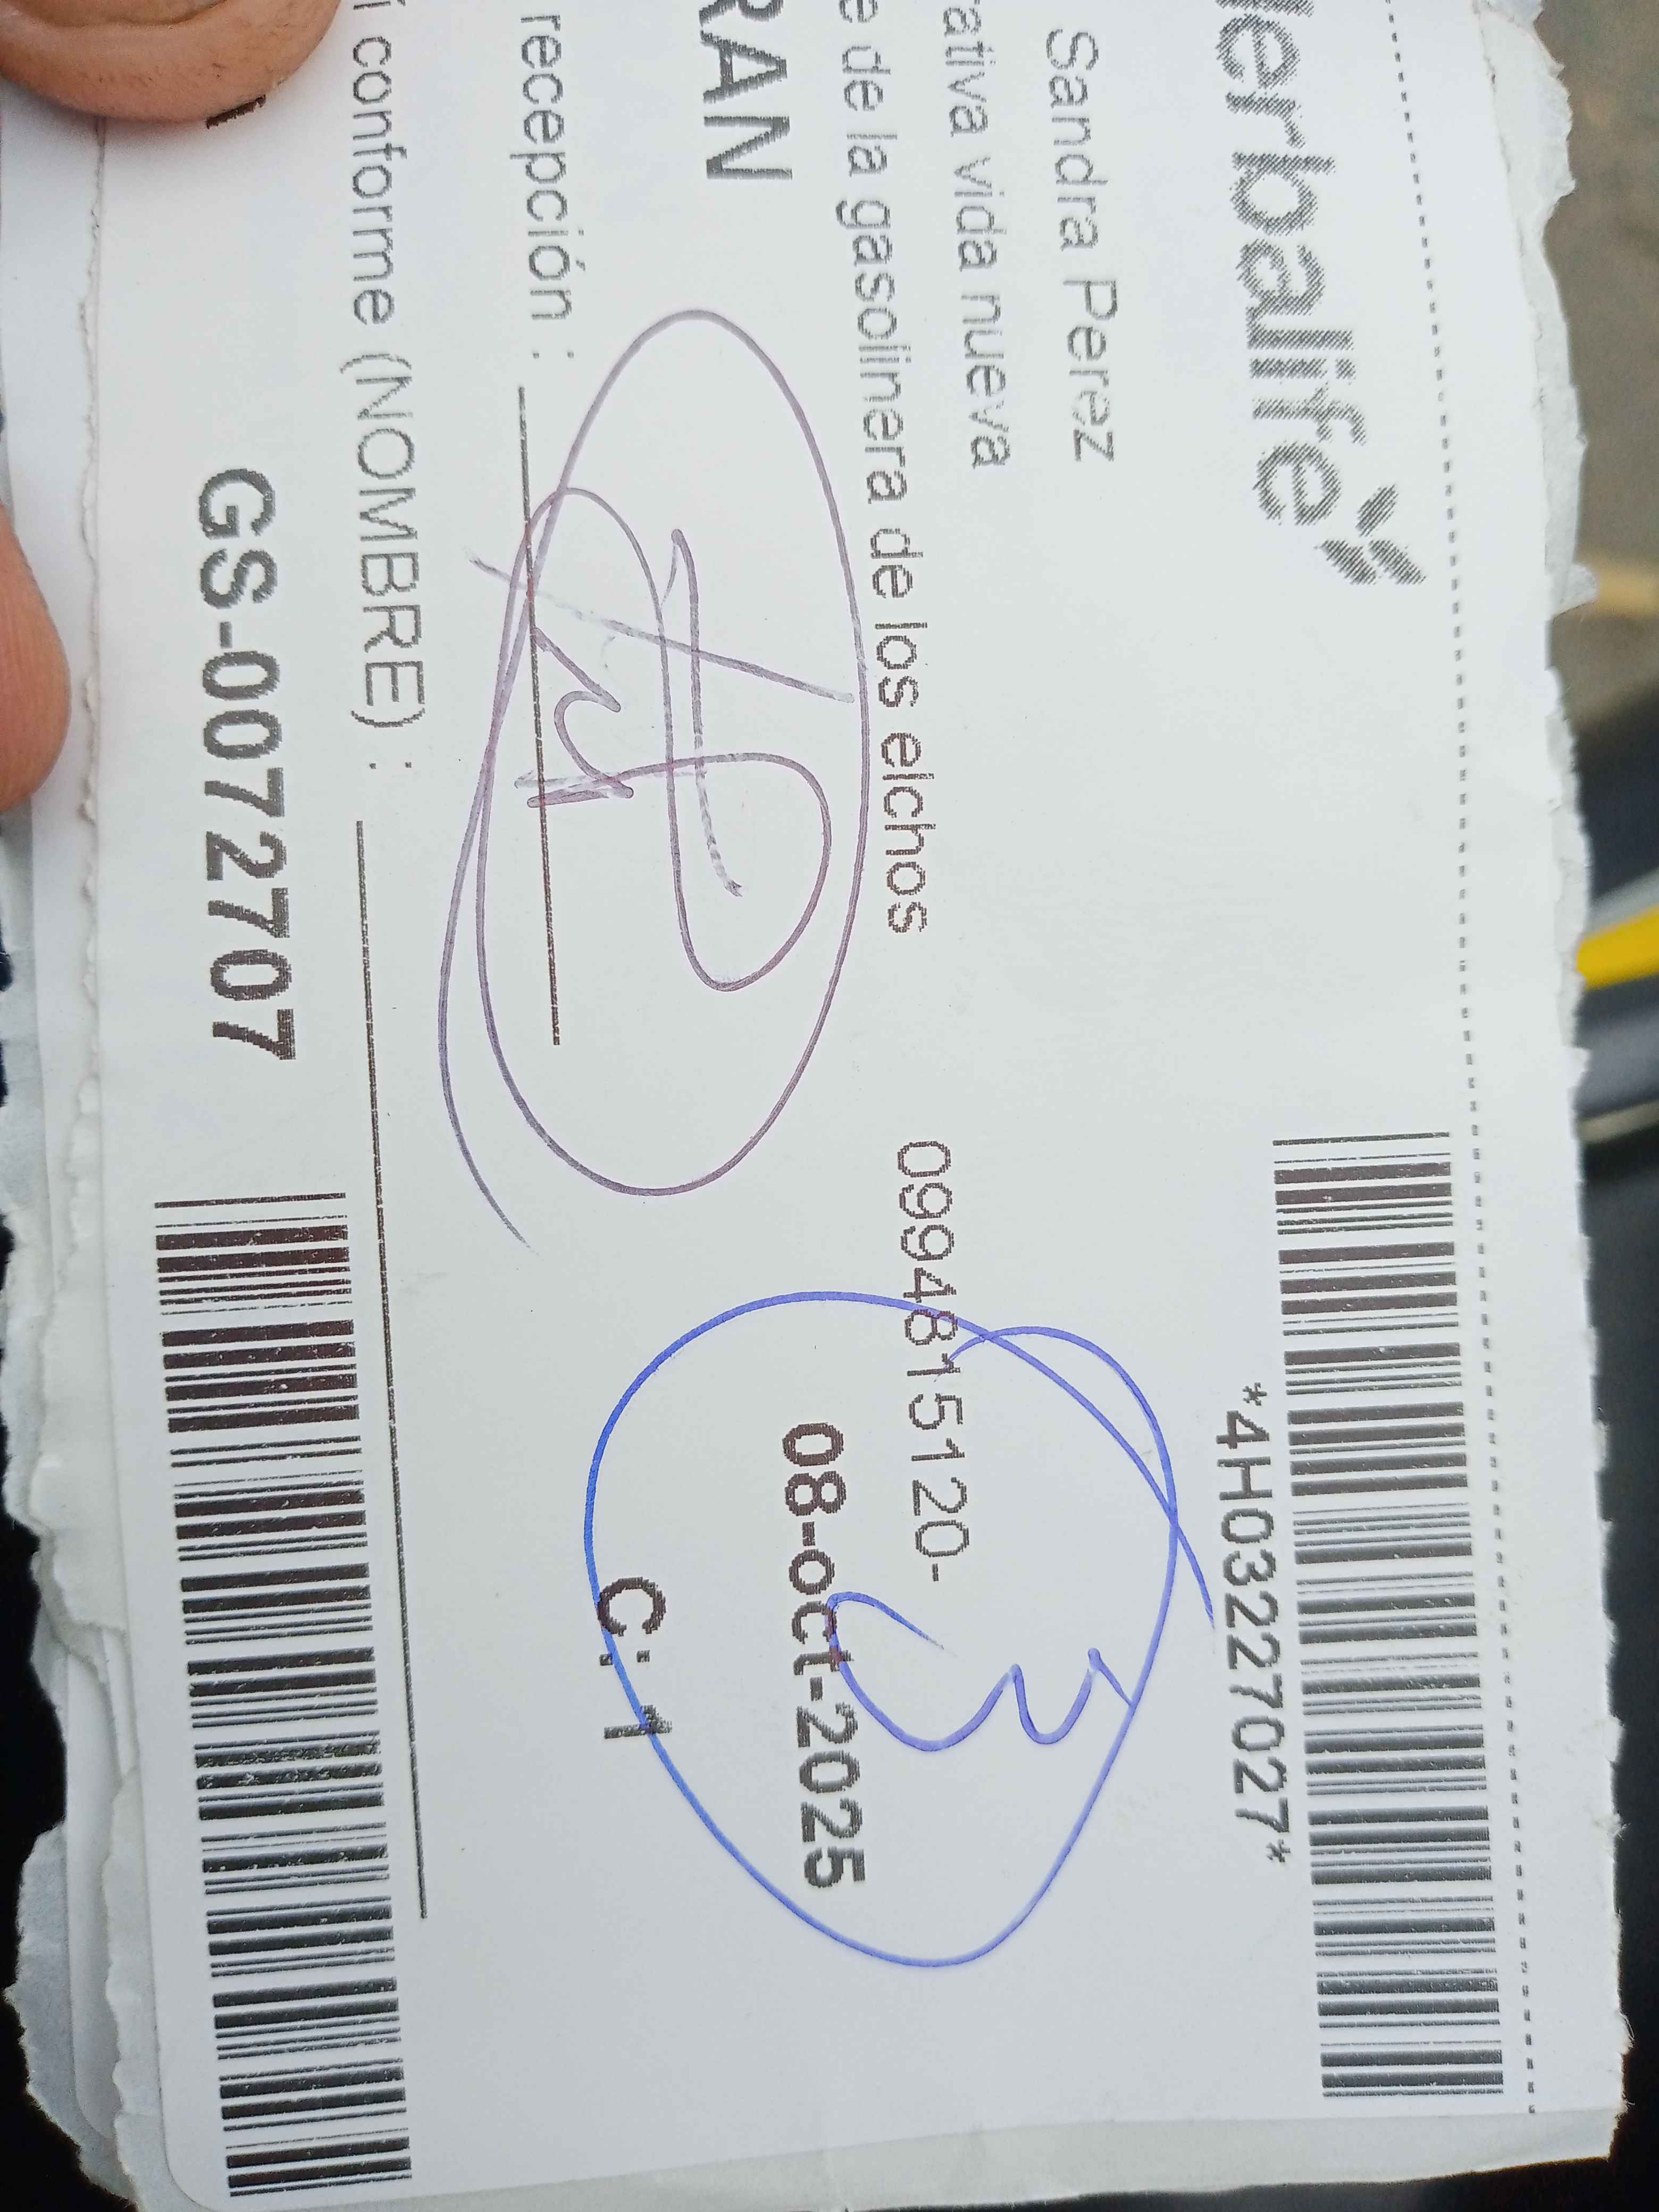 erbalife
*4H03227027*
Sandra Perez
ativa vida nueva
e de la gasolinera de los elchos
0994815120-
RAN
08-oct-2025
C: 1
recepción :
í conforme (NOMBRE) :
GS-0072707